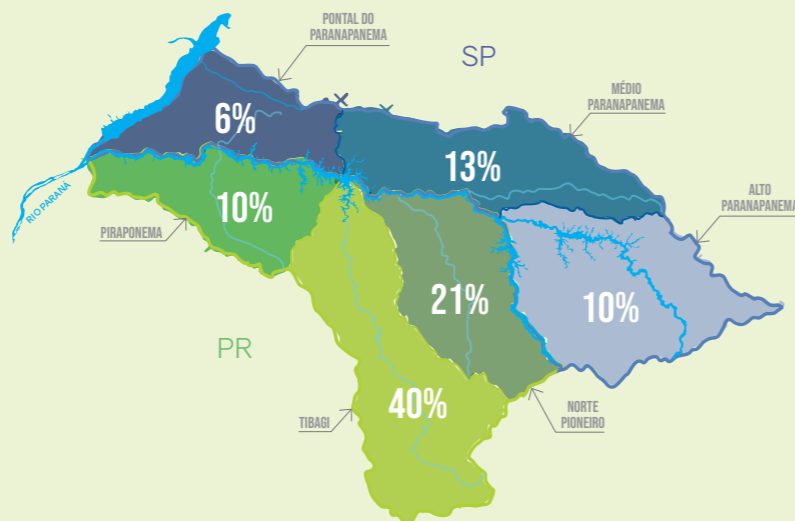 PONTAL DO
PARANAPANEMA
SP
MÉDIO
PARANAPANEMA
6%
13%
ALTO
PARANAPANEMA
RIO PARANÁ
10%
PIRAPONEMA
21%
10%
PR
40%
TIBAGI
NORTE
PIONEIRO